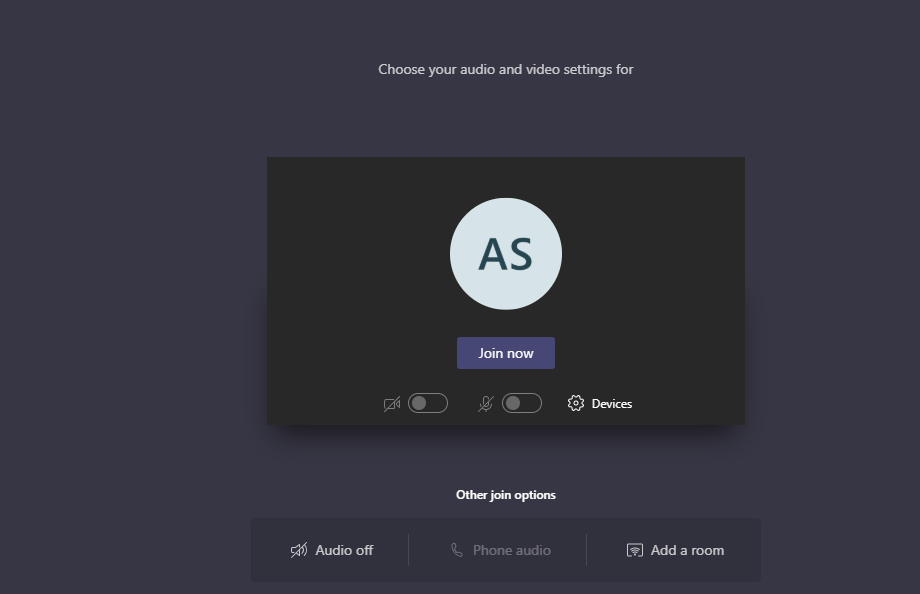 Choose your audio and video settings for
AS
Join now
Devices
Other join options
Audio off
Phone audio
Add a room